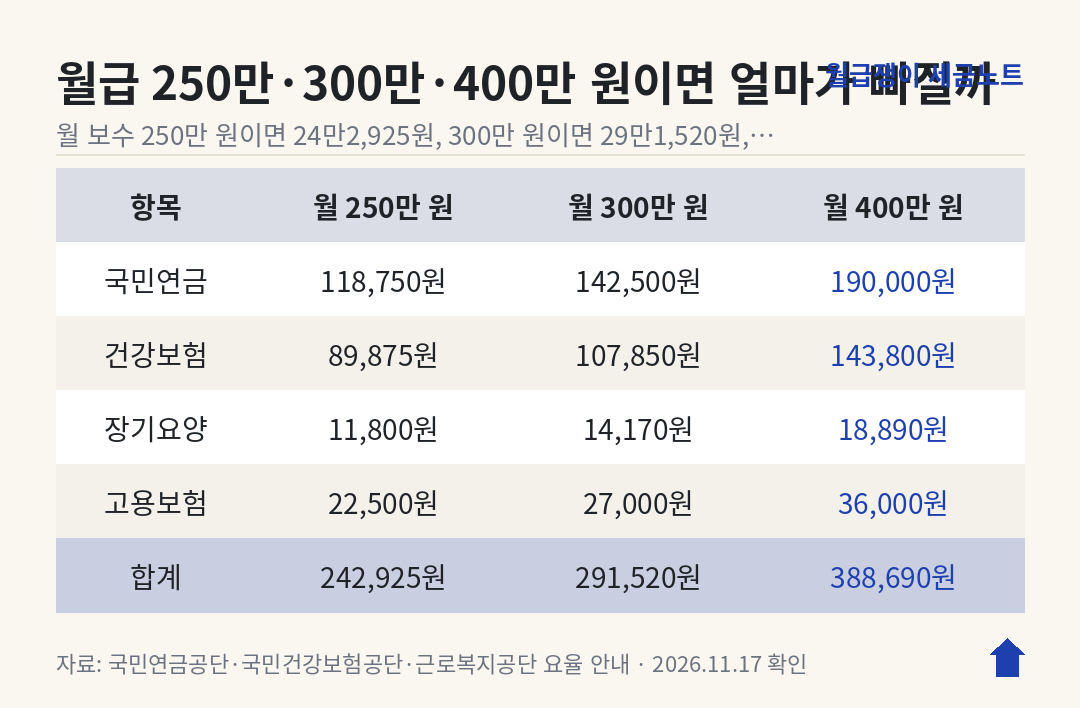 월급 250만·300만·400만 원이면 얼마가 빠질까
월급쟁이 세금노트
월 보수 250만 원이면 24만2,925원, 300만 원이면 29만1,520원,…
항목 월 250만 원 월 300만 원 월 400만 원
국민연금 118,750원 142,500원 190,000원
건강보험 89,875원 107,850원 143,800원
장기요양 11,800원 14,170원 18,890원
고용보험 22,500원 27,000원 36,000원
합계 242,925원 291,520원 388,690원
자료: 국민연금공단·국민건강보험공단·근로복지공단 요율 안내 · 2026.11.17 확인